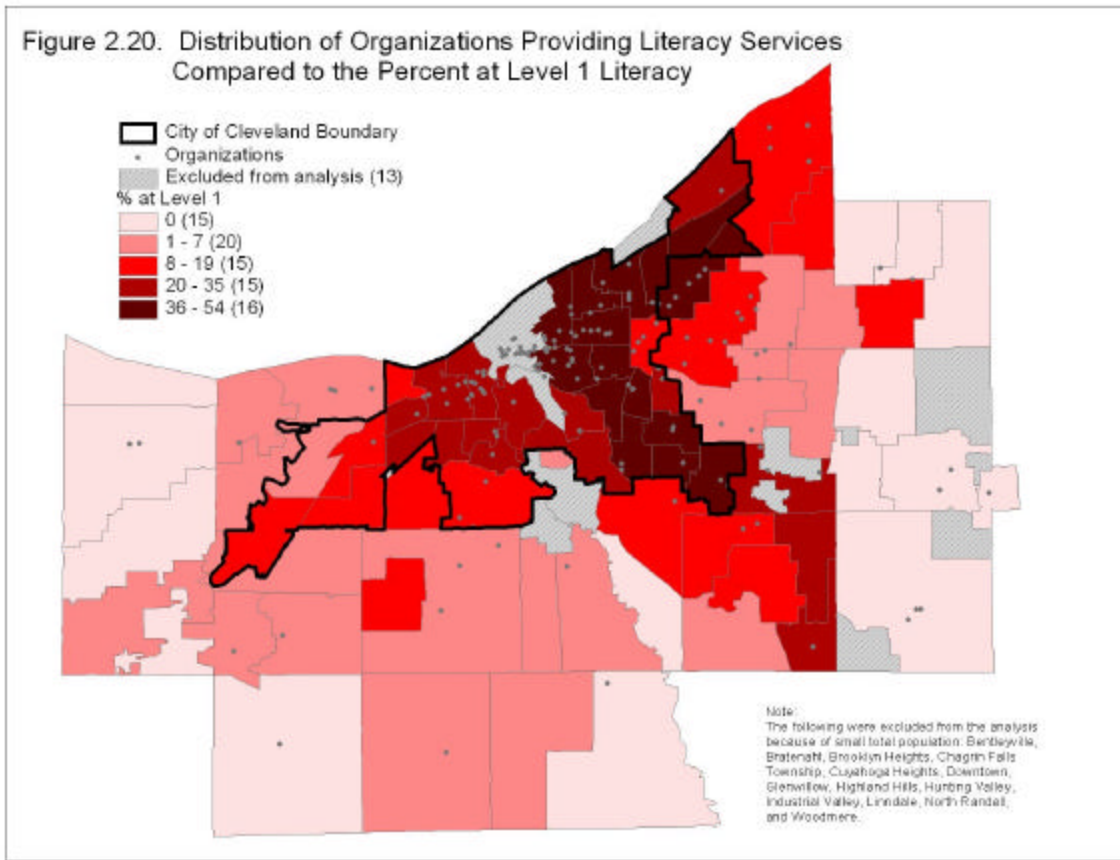 Figure 2.20. Distribution of Organizations Providing Literacy Services
Compared to the Percent at Level 1 Literacy
City of Cleveland Boundary
Organizations
Excluded from analysis (13)
% at Level 1
0 (15)
1 - 7 (20)
8 - 19 (15)
20 - 35 (15)
36 - 54 (16)
Note:
The following were excluded from the analysis
because of small total population: Bentleyville,
Bratenahl, Brooklyn Heights, Chagrin Falls
Township, Cuyahoga Heights, Downtown,
Glenwillow, Highland Hills, Hunting Valley,
Industrial Valley, Linndale, North Randall,
and Woodmere.